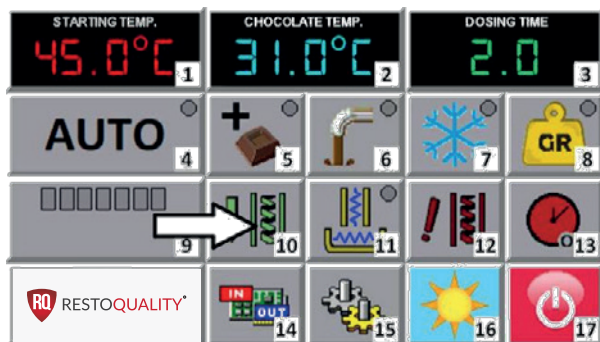 STARTING TEMP.
CHOCOLATE TEMP.
DOSING TIME
45.0°C
1
31.0°C
2
2.0
3
AUTO
4
+
5
6
7
GR
8
9
10
11
!
12
13
RQ RESTOQUALITY
IN
OUT
14
15
16
17